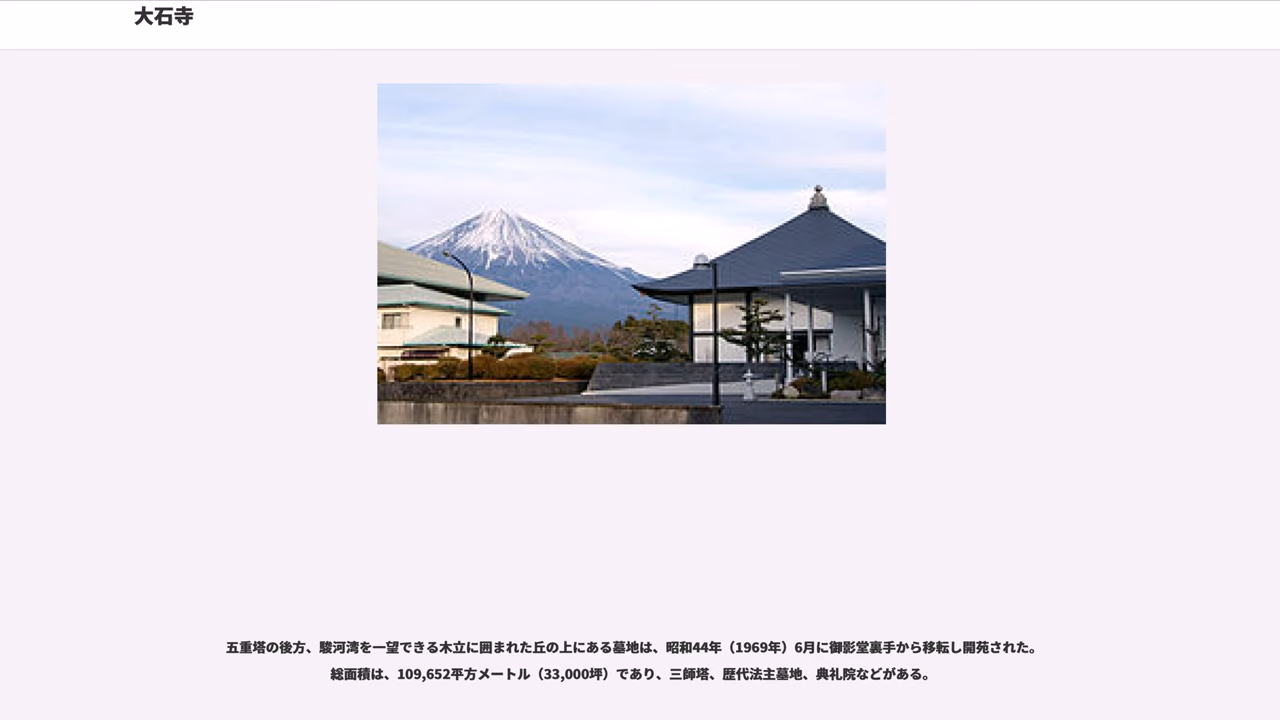 大石寺
五重塔の後方、駿河湾を一望できる木立に囲まれた丘の上にある墓地は、昭和44年（1969年）6月に御影堂裏手から移転し開苑された。
総面積は、109,652平方メートル（33,000坪）であり、三師塔、歴代法主墓地、典礼院などがある。